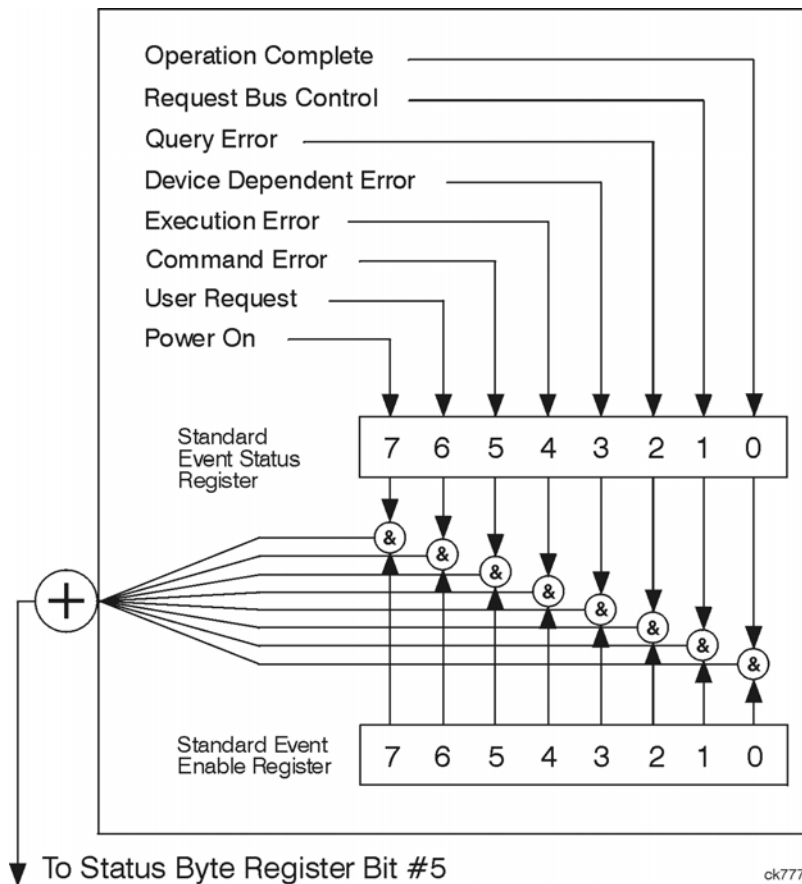 Operation Complete
Request Bus Control
Query Error
Device Dependent Error
Execution Error
Command Error
User Request
Power On
Standard
Event Status
Register
7 6 5 4 3 2 1 0
&
&
&
&
&
&
&
&
+
Standard Event
Enable Register
7 6 5 4 3 2 1 0
To Status Byte Register Bit #5
ck777